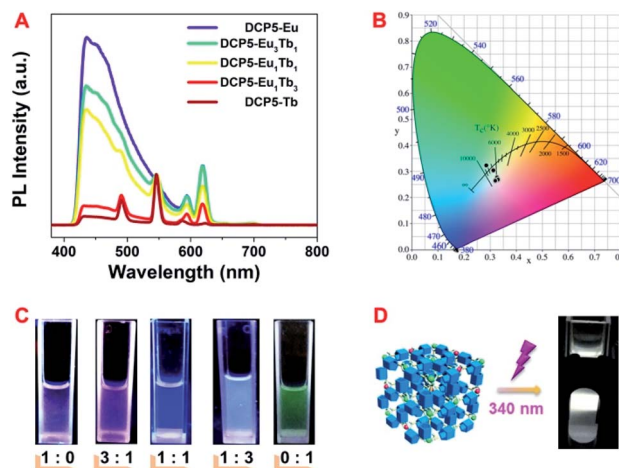 A
PL Intensity (a.u.)
DCP5-Eu
DCP5-Eu3Tb1
DCP5-Eu1Tb1
DCP5-Eu1Tb3
DCP5-Tb
400 500 600 700 800
Wavelength (nm)
B
0.9
0.8
0.7
0.6
0.5
y
0.4
0.3
0.2
0.1
0.0
0.0 0.1 0.2 0.3 0.4 0.5 0.6 0.7
x
520
540
560
580
600
620
700
500
490
480
470
460
380
Tc(°K)
10000 6000 4000 3000 2500 2000 1500
∞
C
1 : 0 3 : 1 1 : 1 1 : 3 0 : 1
D
340 nm